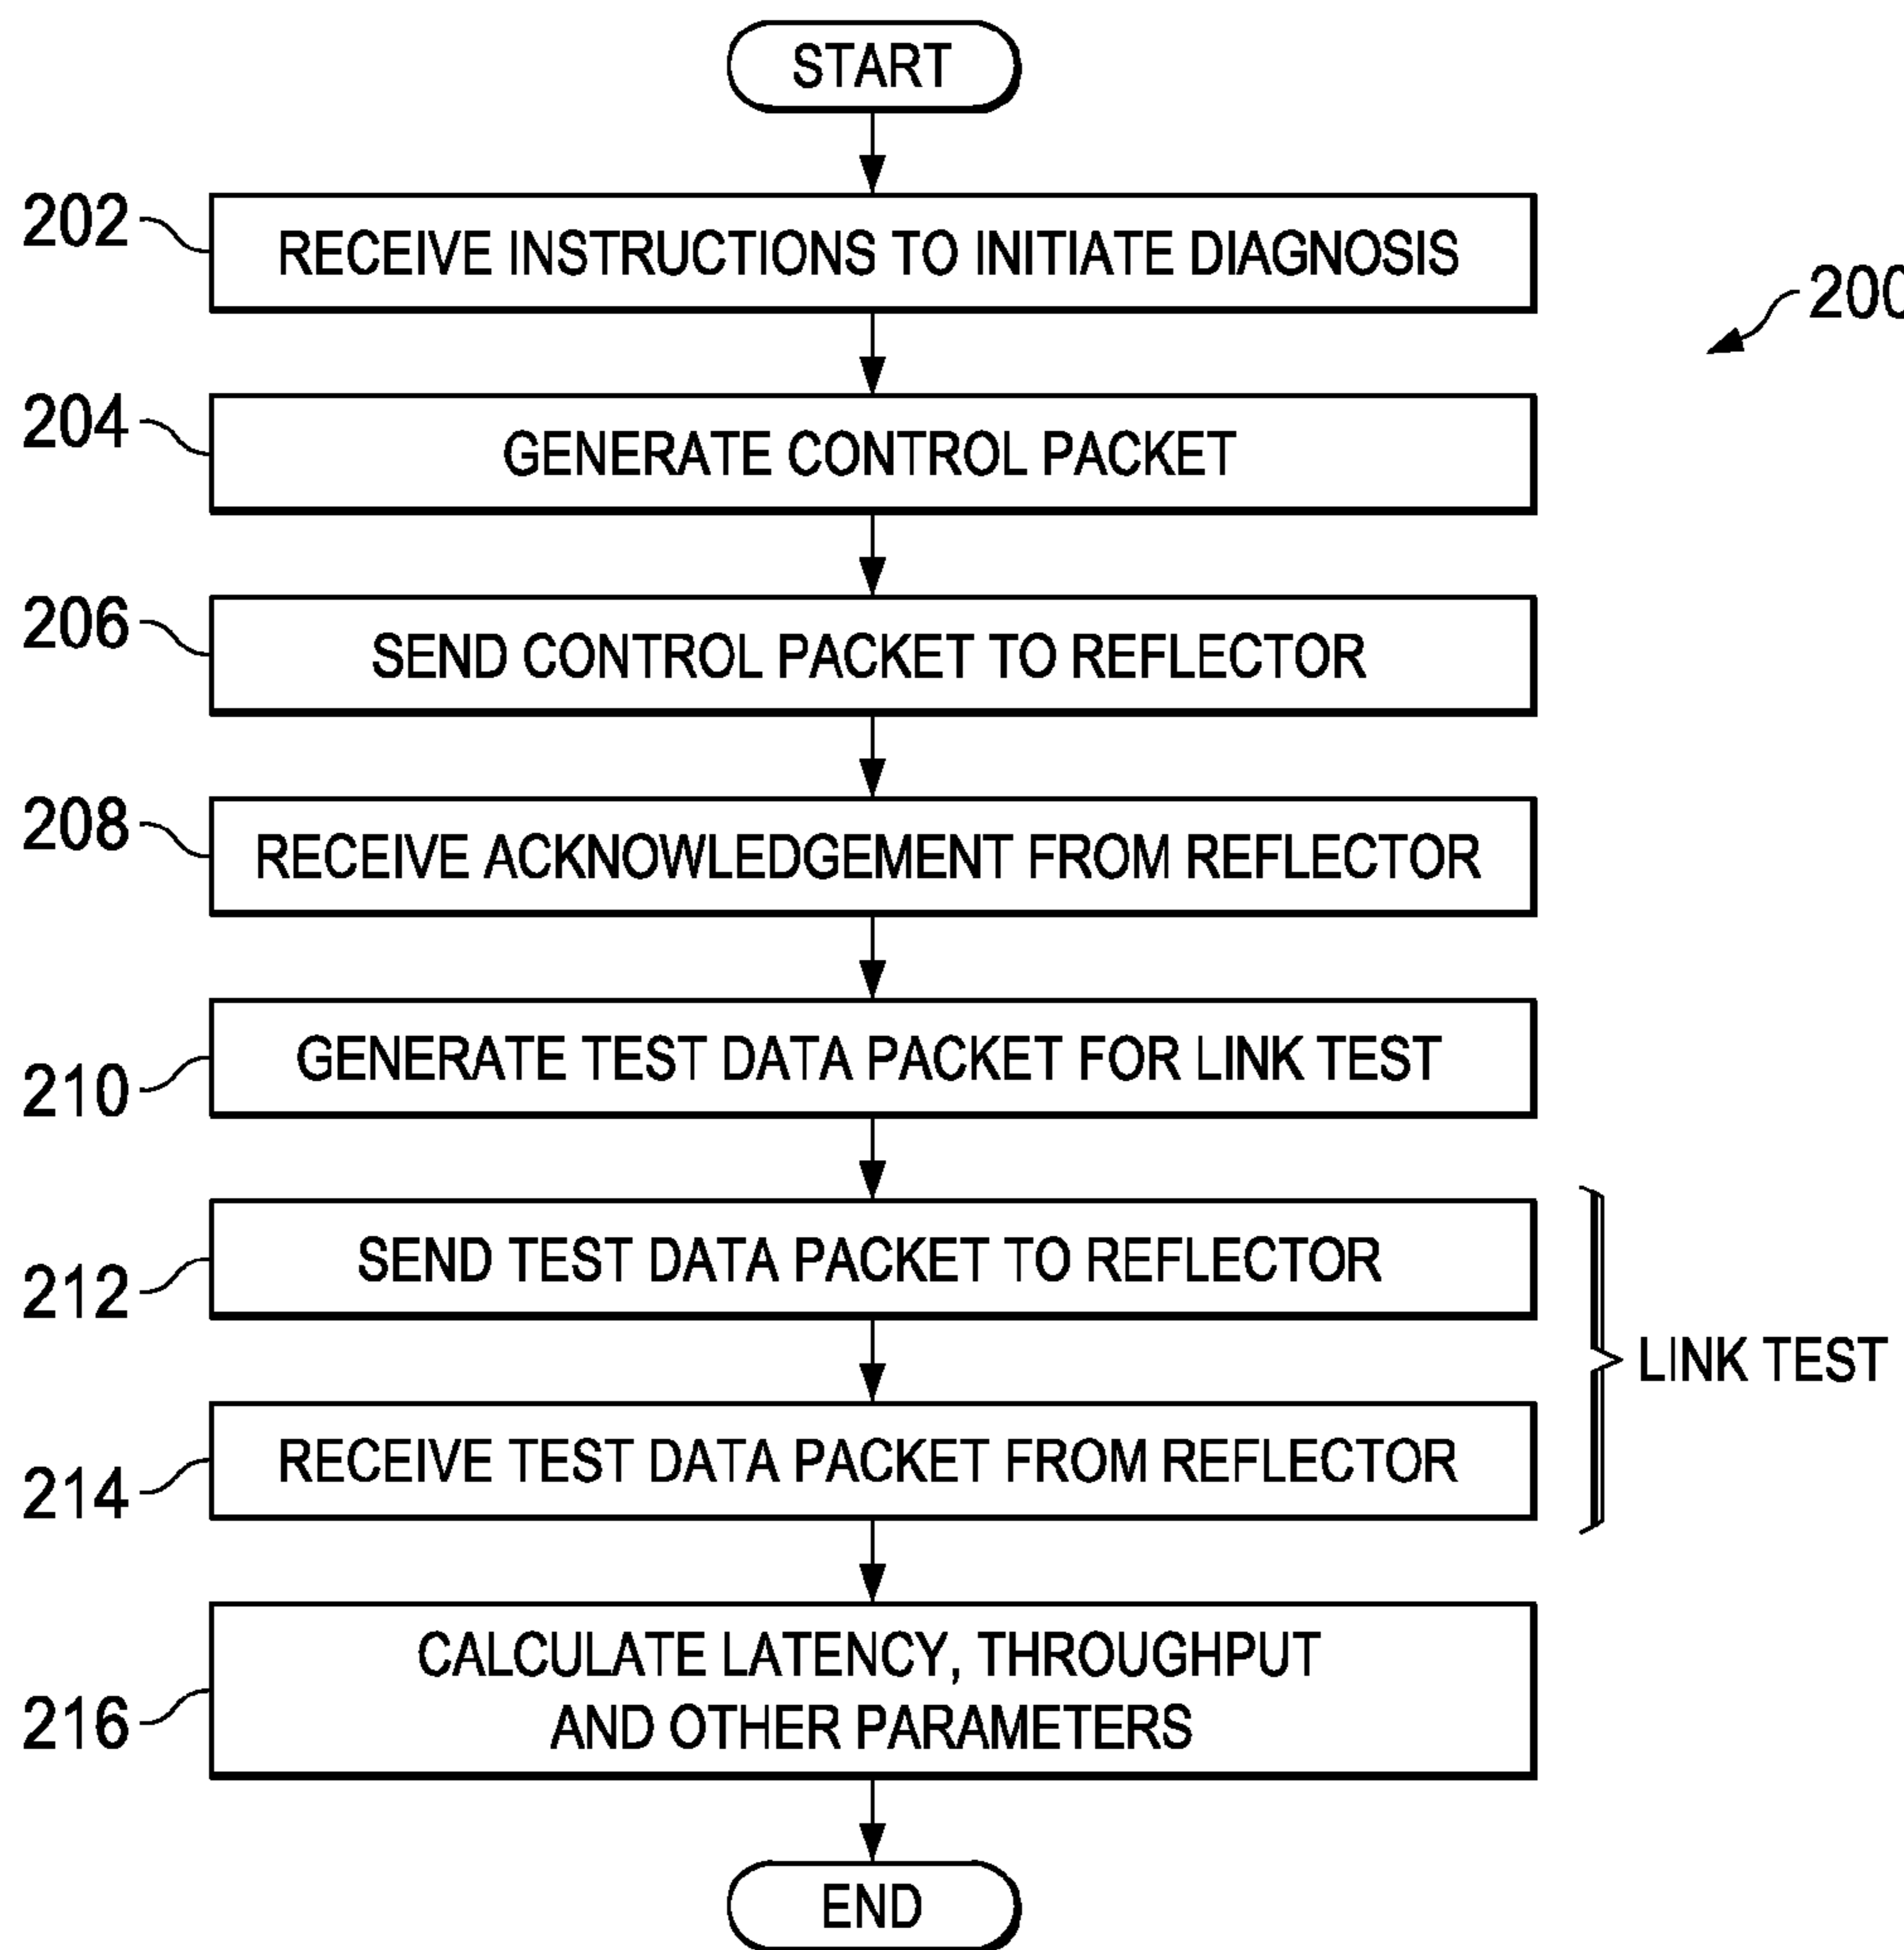 START
202
RECEIVE INSTRUCTIONS TO INITIATE DIAGNOSIS
200
204
GENERATE CONTROL PACKET
206
SEND CONTROL PACKET TO REFLECTOR
208
RECEIVE ACKNOWLEDGEMENT FROM REFLECTOR
210
GENERATE TEST DATA PACKET FOR LINK TEST
212
SEND TEST DATA PACKET TO REFLECTOR
LINK TEST
214
RECEIVE TEST DATA PACKET FROM REFLECTOR
216
CALCULATE LATENCY, THROUGHPUT
AND OTHER PARAMETERS
END